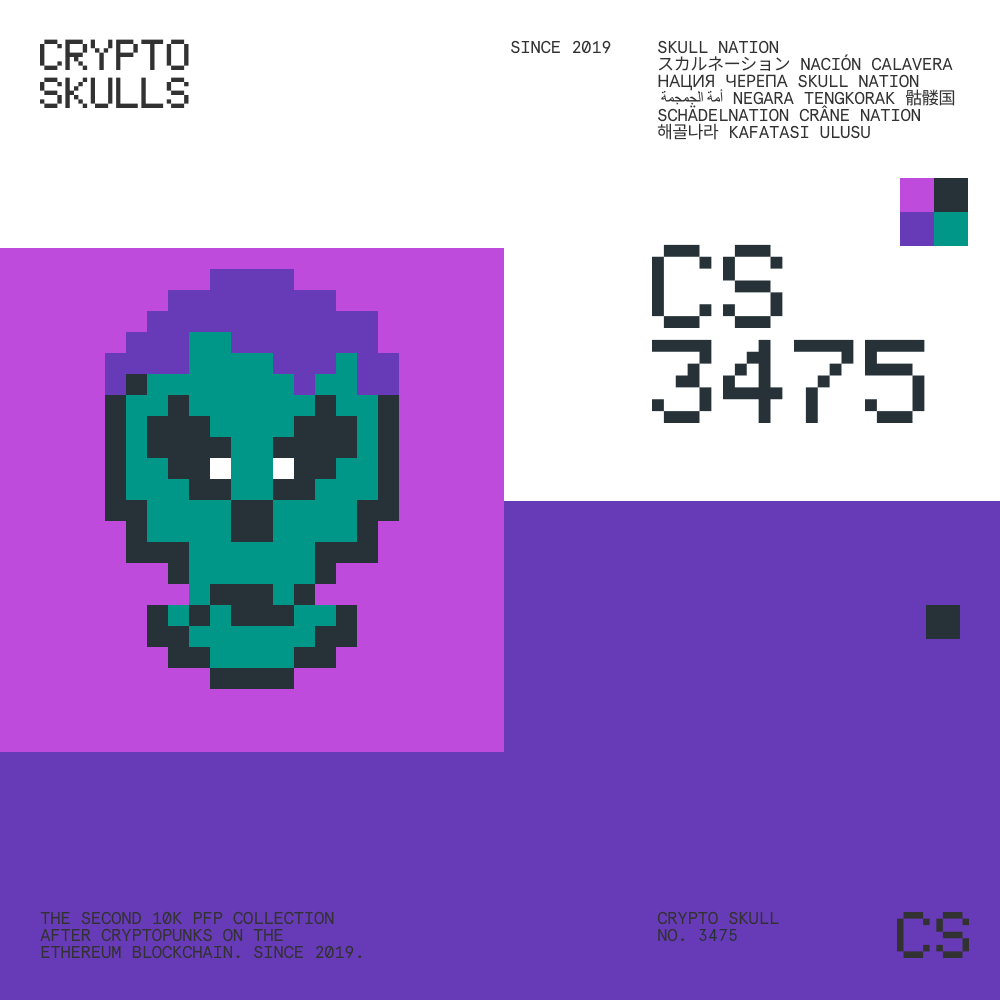 CRYPTO
SKULLS
SINCE 2019
SKULL NATION
スカルネーション NACIÓN CALAVERA
НАЦИЯ ЧЕРЕПА SKULL NATION
أمة الجمجمة NEGARA TENGKORAK 骷髅国
SCHÄDELNATION CRÂNE NATION
해골나라 KAFATASI ULUSU
CS
3475
THE SECOND 10K PFP COLLECTION
AFTER CRYPTOPUNKS ON THE
ETHEREUM BLOCKCHAIN. SINCE 2019.
CRYPTO SKULL
NO. 3475
CS